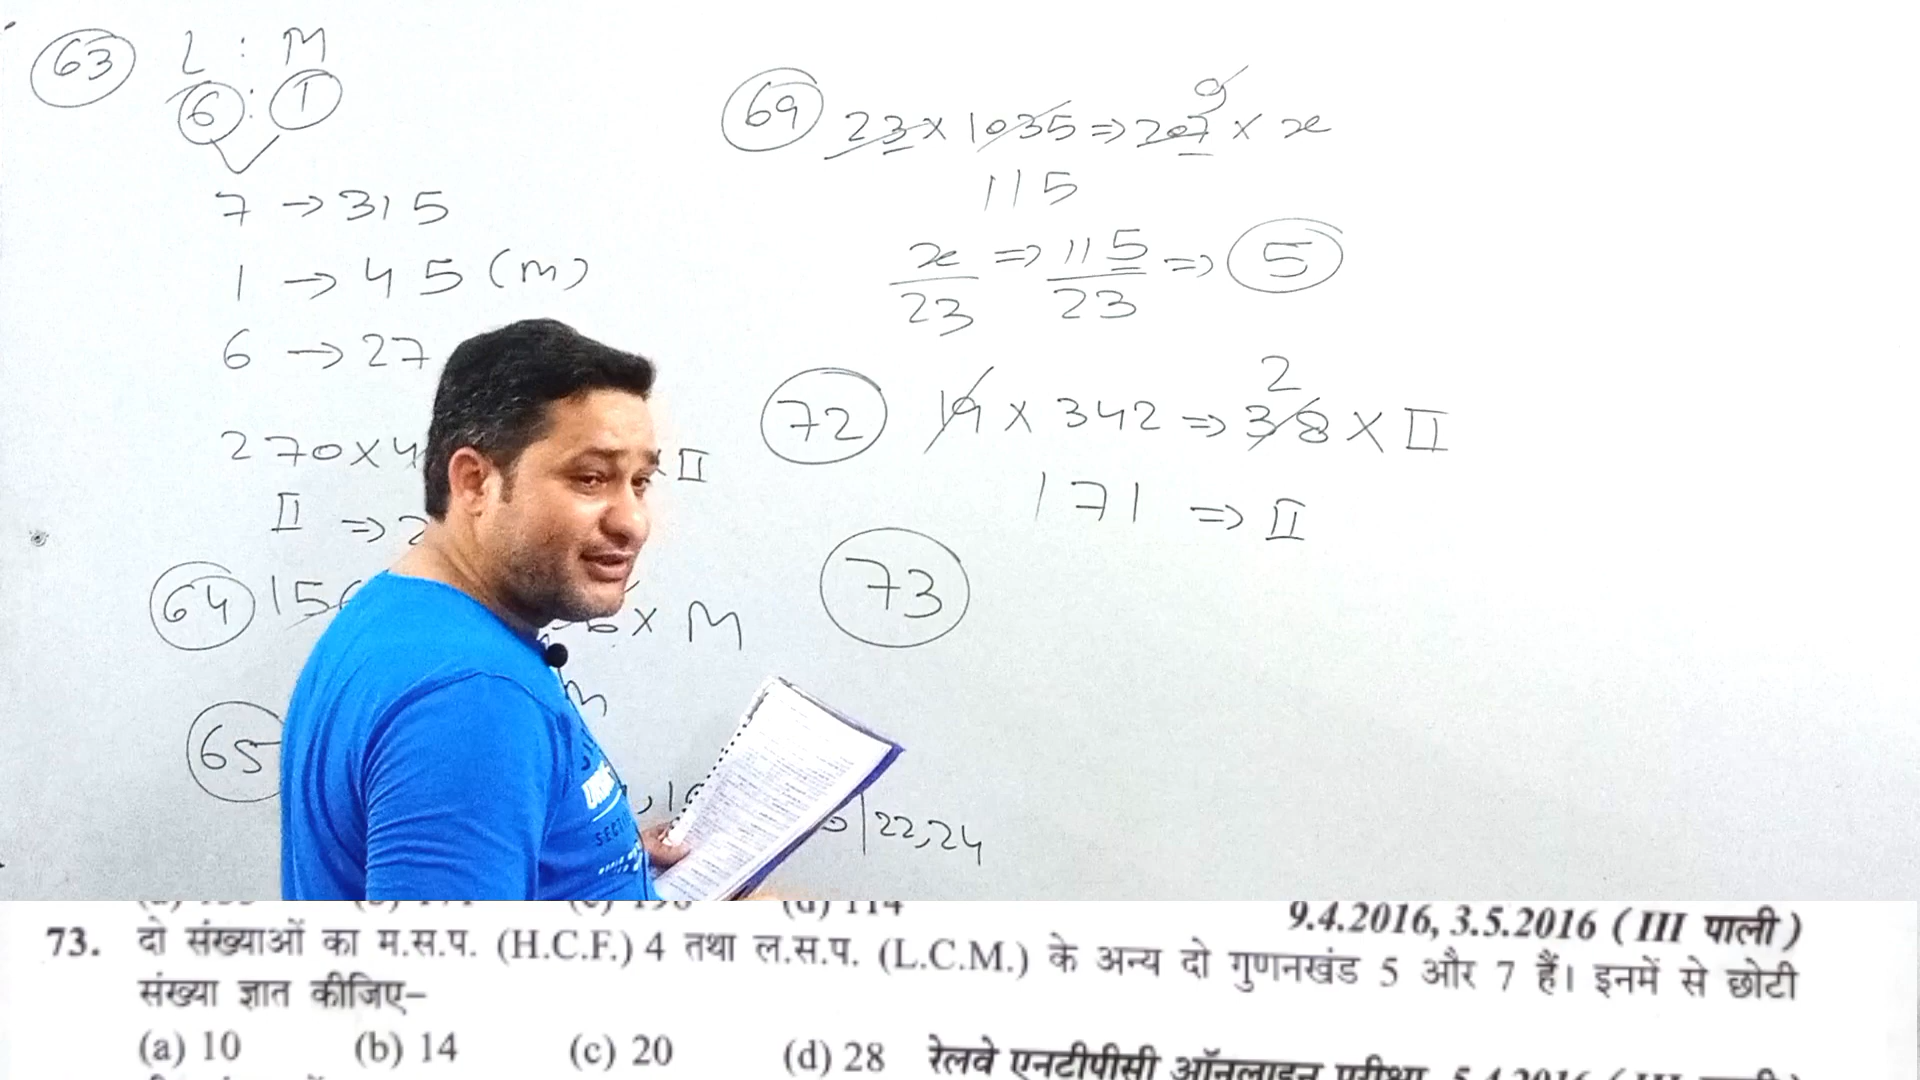 63 L : M
6 : 1
7 → 315
1 → 45 (m)
6 → 27
270 × 4 × II
II ⇒ 2
64 15 × M
m
65
22,24
69 23 × 1035 ⇒ 207 × x
9
115
x/23 ⇒ 115/23 ⇒ 5
2
72 19 × 342 ⇒ 38 × II
171 ⇒ II
73
9.4.2016, 3.5.2016 ( III पाली )
73. दो संख्याओं का म.स.प. (H.C.F.) 4 तथा ल.स.प. (L.C.M.) के अन्य दो गुणनखंड 5 और 7 हैं। इनमें से छोटी
संख्या ज्ञात कीजिए–
(a) 10 (b) 14 (c) 20 (d) 28 रेलवे एनटीपीसी ऑनलाइन परीक्षा